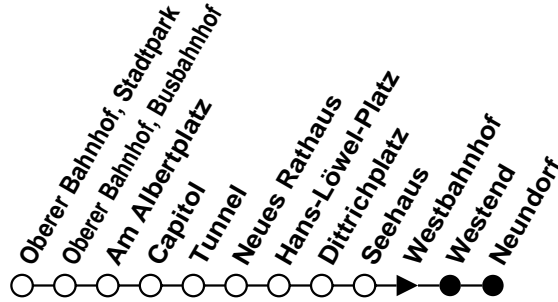 Oberer Bahnhof, Stadtpark
Oberer Bahnhof, Busbahnhof
Am Albertplatz
Capitol
Tunnel
Neues Rathaus
Hans-Löwel-Platz
Dittrichplatz
Seehaus
Westbahnhof
Westend
Neundorf